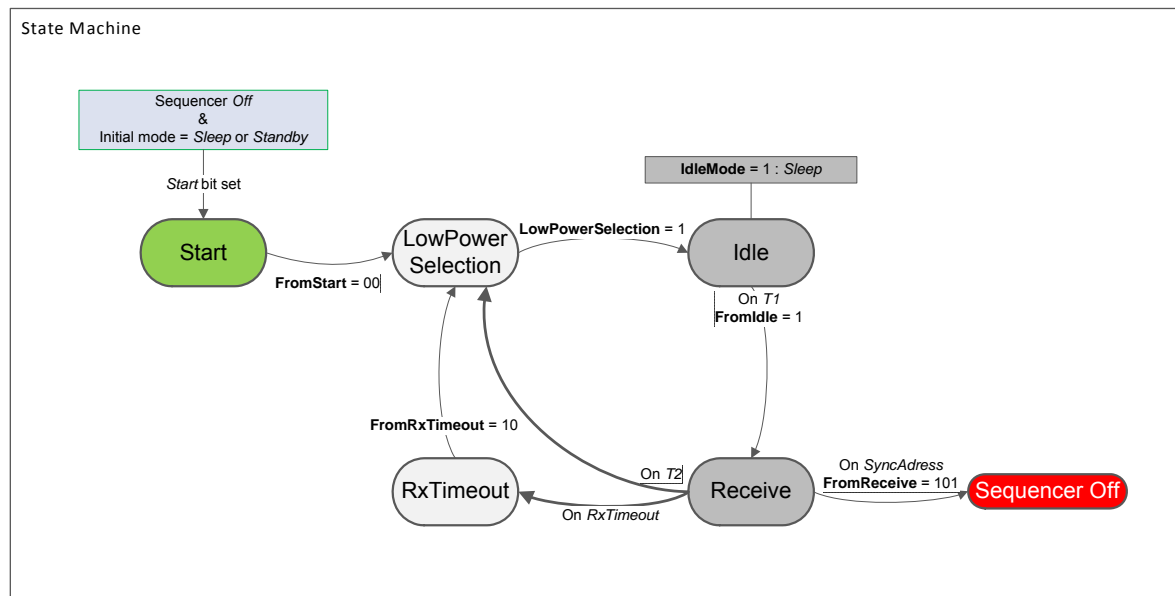 State Machine
Sequencer Off
&
Initial mode = Sleep or Standby
IdleMode = 1 : Sleep
Start bit set
Start
LowPower
Selection
LowPowerSelection = 1
Idle
FromStart = 00
On T1
FromIdle = 1
FromRxTimeout = 10
On T2
RxTimeout
On RxTimeout
Receive
On SyncAdress
FromReceive = 101
Sequencer Off